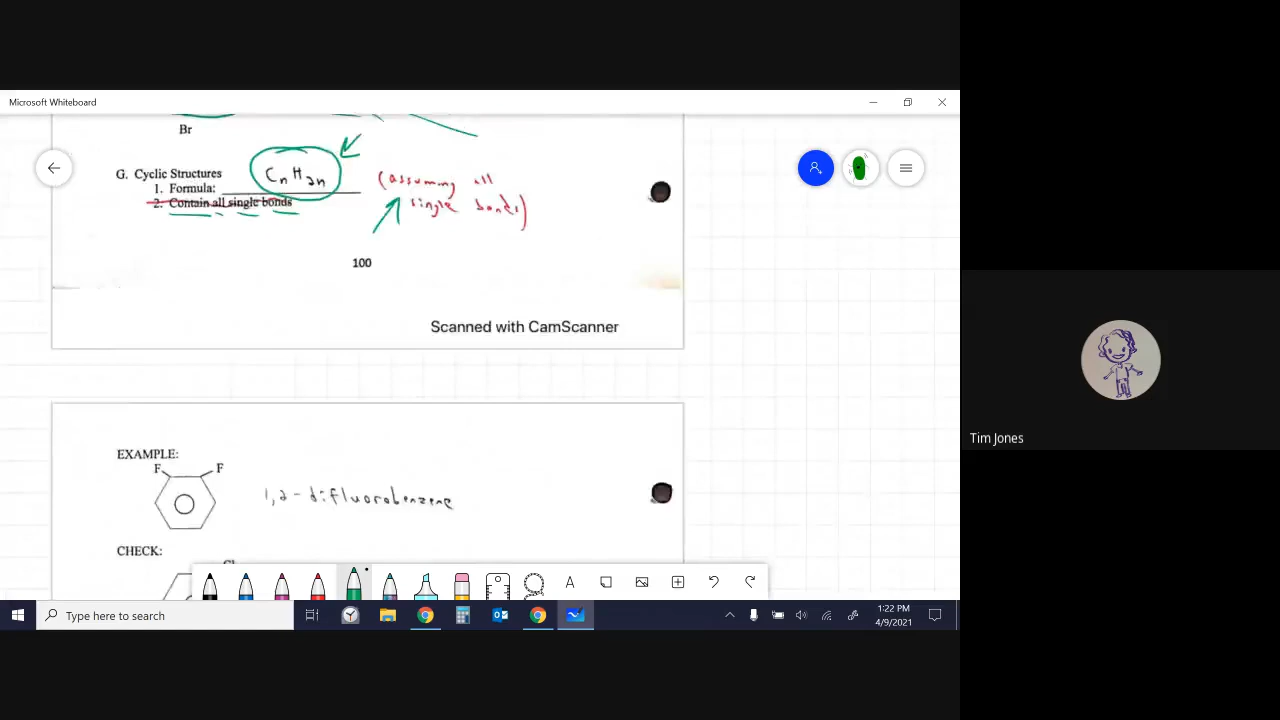 Microsoft Whiteboard
Br
G. Cyclic Structures
1. Formula: CnH2n
(assuming all
single bonds)
2. Contain all single bonds
100
Scanned with CamScanner
EXAMPLE:
F F
1,2-difluorobenzene
CHECK:
Cl
Tim Jones
A
Type here to search
1:22 PM
4/9/2021